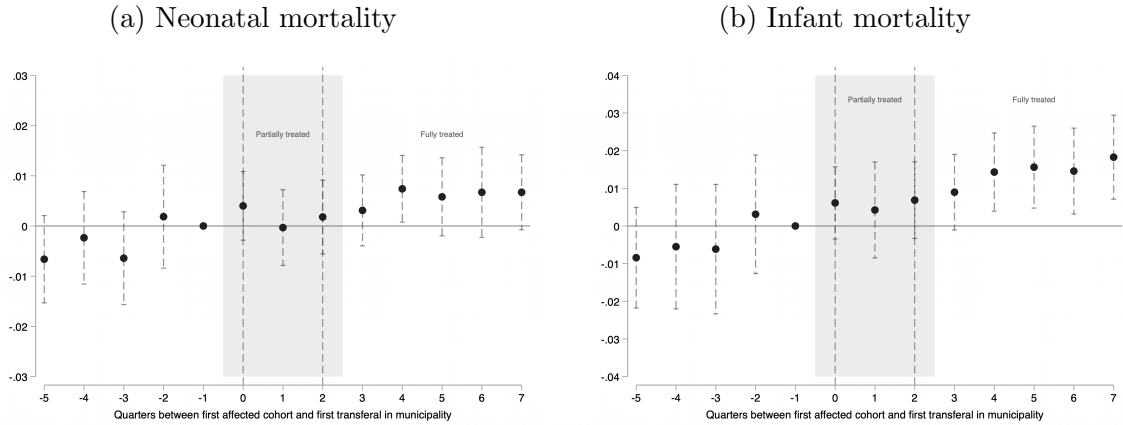 (a) Neonatal mortality
.03
.02
.01
0
-.01
-.02
-.03
Partially treated
Fully treated
-5 -4 -3 -2 -1 0 1 2 3 4 5 6 7
Quarters between first affected cohort and first transferal in municipality
(b) Infant mortality
.04
.03
.02
.01
0
-.01
-.02
-.03
-.04
Partially treated
Fully treated
-5 -4 -3 -2 -1 0 1 2 3 4 5 6 7
Quarters between first affected cohort and first transferal in municipality